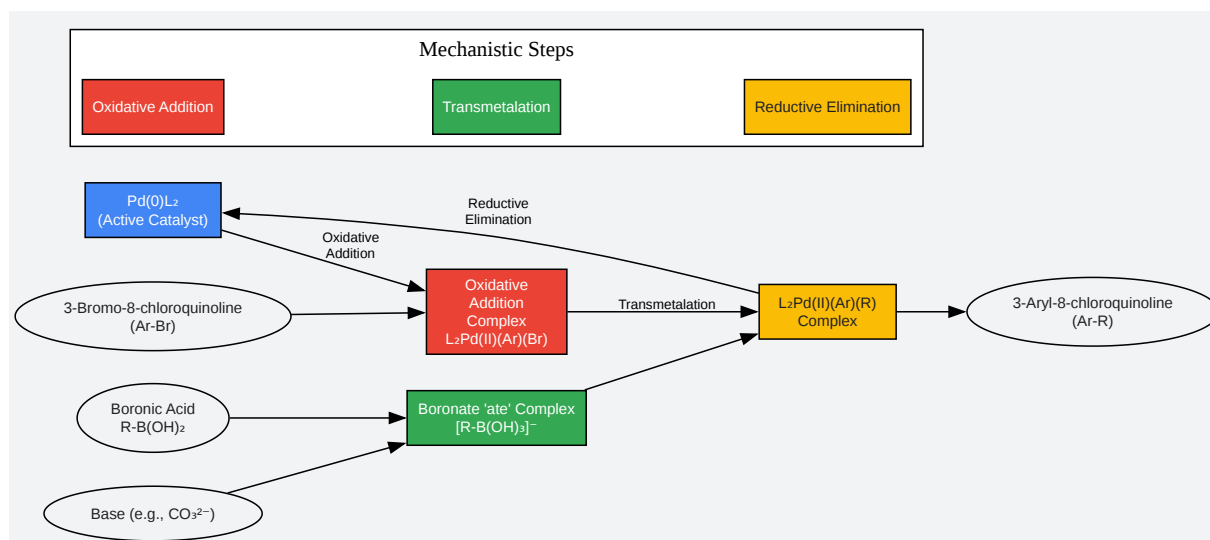 Mechanistic Steps
Oxidative Addition
Transmetalation
Reductive Elimination
Pd(0)L₂
(Active Catalyst)
Reductive
Elimination
Oxidative
Addition
3-Bromo-8-chloroquinoline
(Ar-Br)
Oxidative
Addition
Complex
L₂Pd(II)(Ar)(Br)
Transmetalation
L₂Pd(II)(Ar)(R)
Complex
3-Aryl-8-chloroquinoline
(Ar-R)
Boronic Acid
R-B(OH)₂
Boronate 'ate' Complex
[R-B(OH)₃]⁻
Base (e.g., CO₃²⁻)